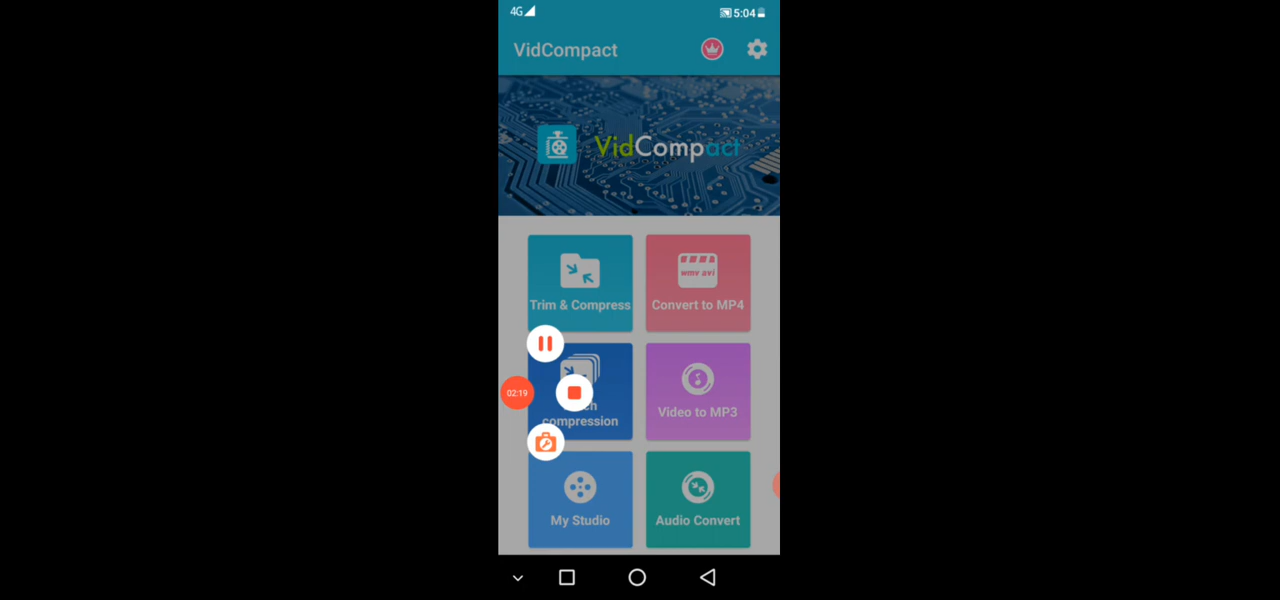 4G 5:04
VidCompact
VidCompact
Trim & Compress
wmv avi
Convert to MP4
02:19
compression
Video to MP3
My Studio
Audio Convert